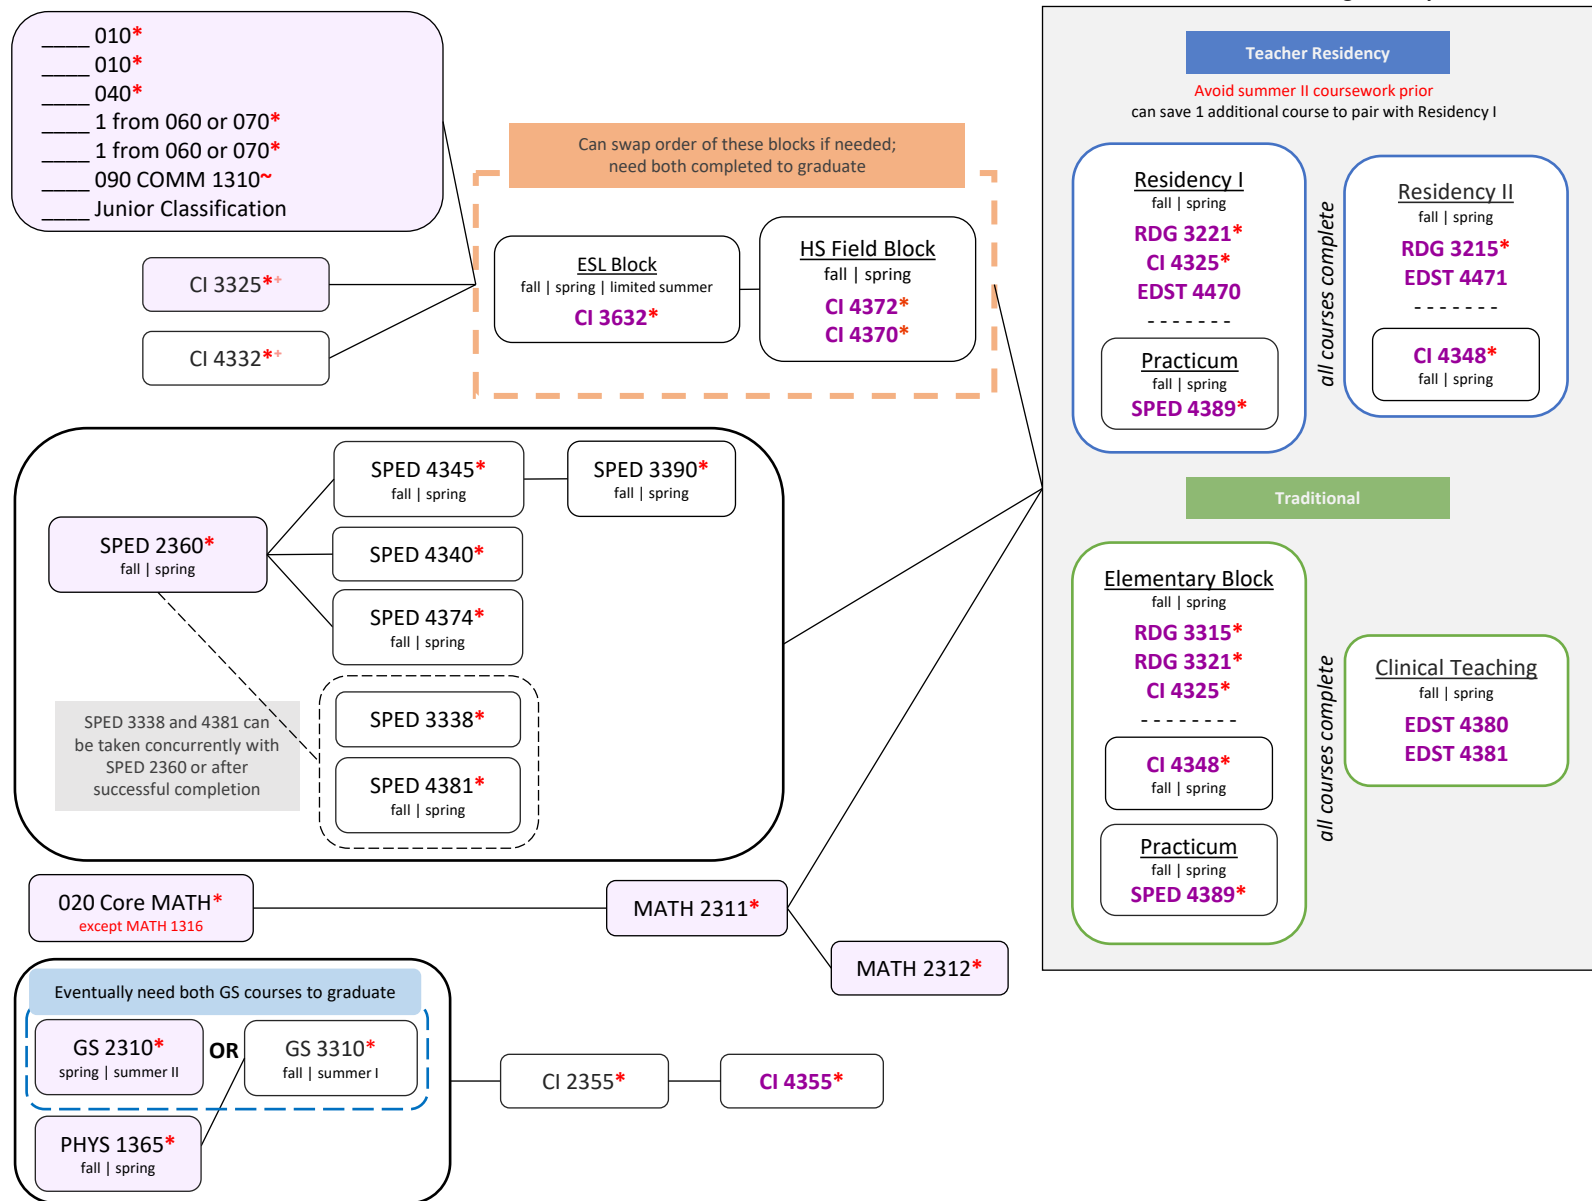 ____ 010*
____ 010*
____ 040*
____ 1 from 060 or 070*
____ 1 from 060 or 070*
____ 090 COMM 1310~
____ Junior Classification
CI 3325*+
CI 4332*+
Can swap order of these blocks if needed;
need both completed to graduate
ESL Block
fall | spring | limited summer
CI 3632*
HS Field Block
fall | spring
CI 4372*
CI 4370*
SPED 2360*
fall | spring
SPED 4345*
fall | spring
SPED 3390*
fall | spring
SPED 4340*
SPED 4374*
fall | spring
SPED 3338 and 4381 can
be taken concurrently with
SPED 2360 or after
successful completion
SPED 3338*
SPED 4381*
fall | spring
020 Core MATH*
except MATH 1316
MATH 2311*
MATH 2312*
Eventually need both GS courses to graduate
GS 2310*
spring | summer II
OR
GS 3310*
fall | summer I
PHYS 1365*
fall | spring
CI 2355*
CI 4355*
Teacher Residency
Avoid summer II coursework prior
can save 1 additional course to pair with Residency I
Residency I
fall | spring
RDG 3221*
CI 4325*
EDST 4470
- - - - - - -
Practicum
fall | spring
SPED 4389*
all courses complete
Residency II
fall | spring
RDG 3215*
EDST 4471
- - - - - - -
CI 4348*
fall | spring
Traditional
Elementary Block
fall | spring
RDG 3315*
RDG 3321*
CI 4325*
- - - - - - - -
CI 4348*
fall | spring
Practicum
fall | spring
SPED 4389*
all courses complete
Clinical Teaching
fall | spring
EDST 4380
EDST 4381